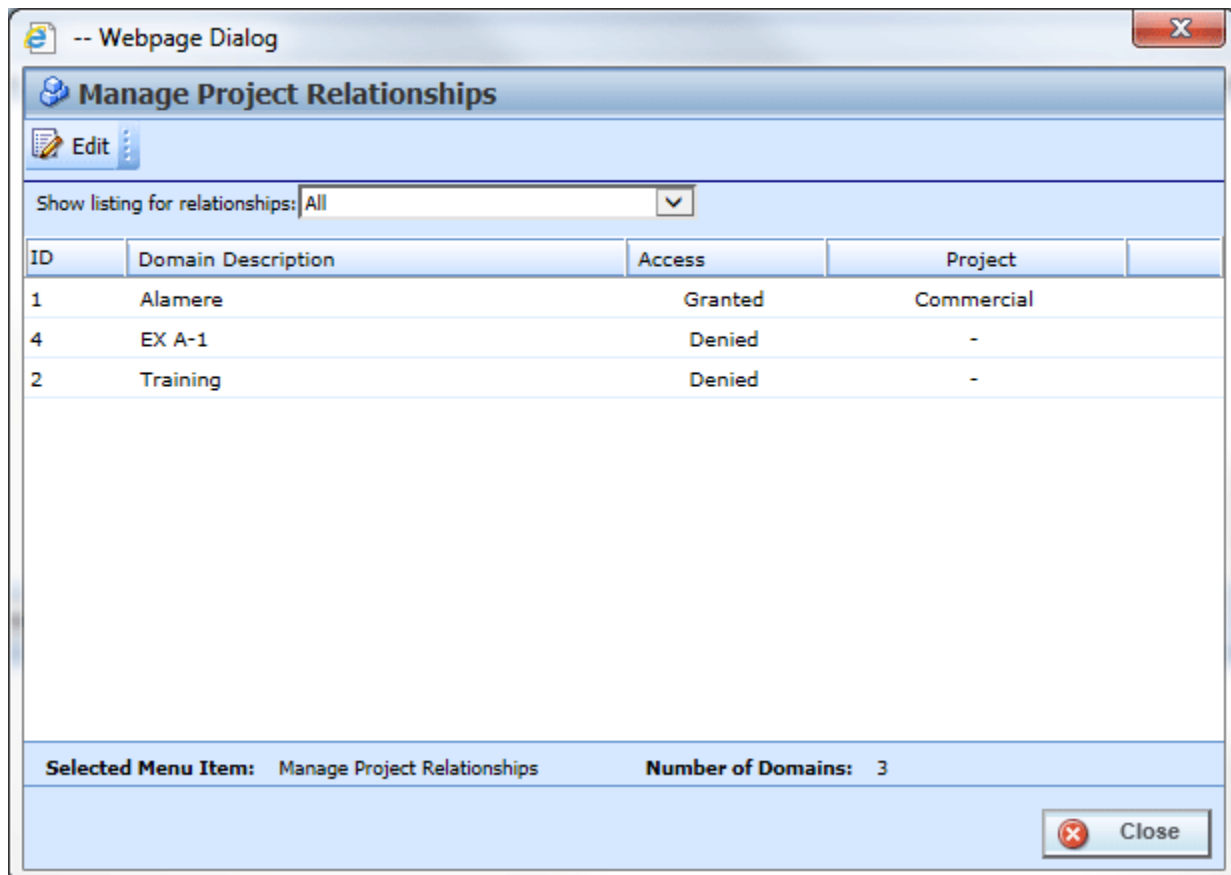 -- Webpage Dialog
Manage Project Relationships
Edit
Show listing for relationships: All
ID Domain Description Access Project
1 Alamere Granted Commercial
4 EX A-1 Denied -
2 Training Denied -
Selected Menu Item: Manage Project Relationships Number of Domains: 3
Close